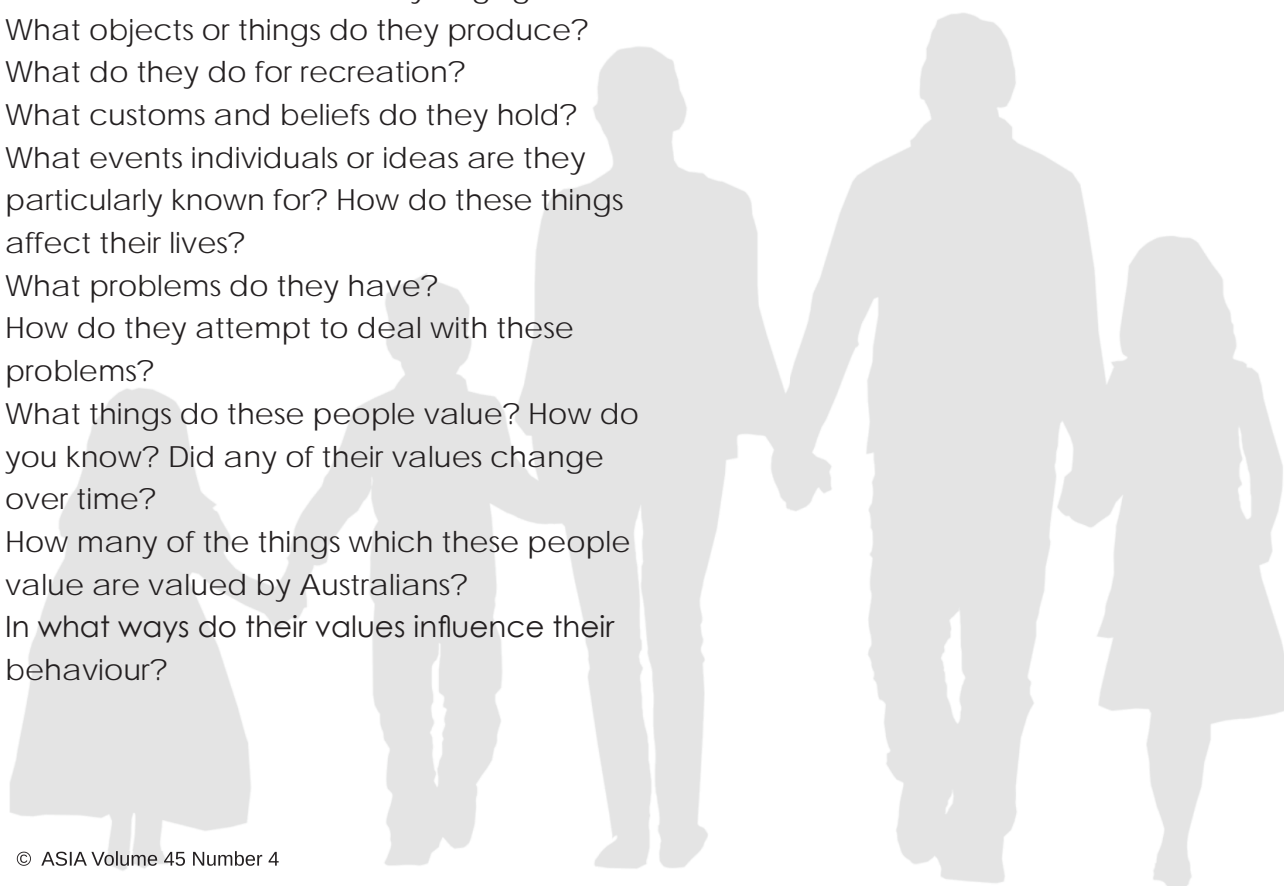 What objects or things do they produce?
What do they do for recreation?
What customs and beliefs do they hold?
What events individuals or ideas are they
particularly known for? How do these things
affect their lives?
What problems do they have?
How do they attempt to deal with these
problems?
What things do these people value? How do
you know? Did any of their values change
over time?
How many of the things which these people
value are valued by Australians?
In what ways do their values influence their
behaviour?
© ASIA Volume 45 Number 4